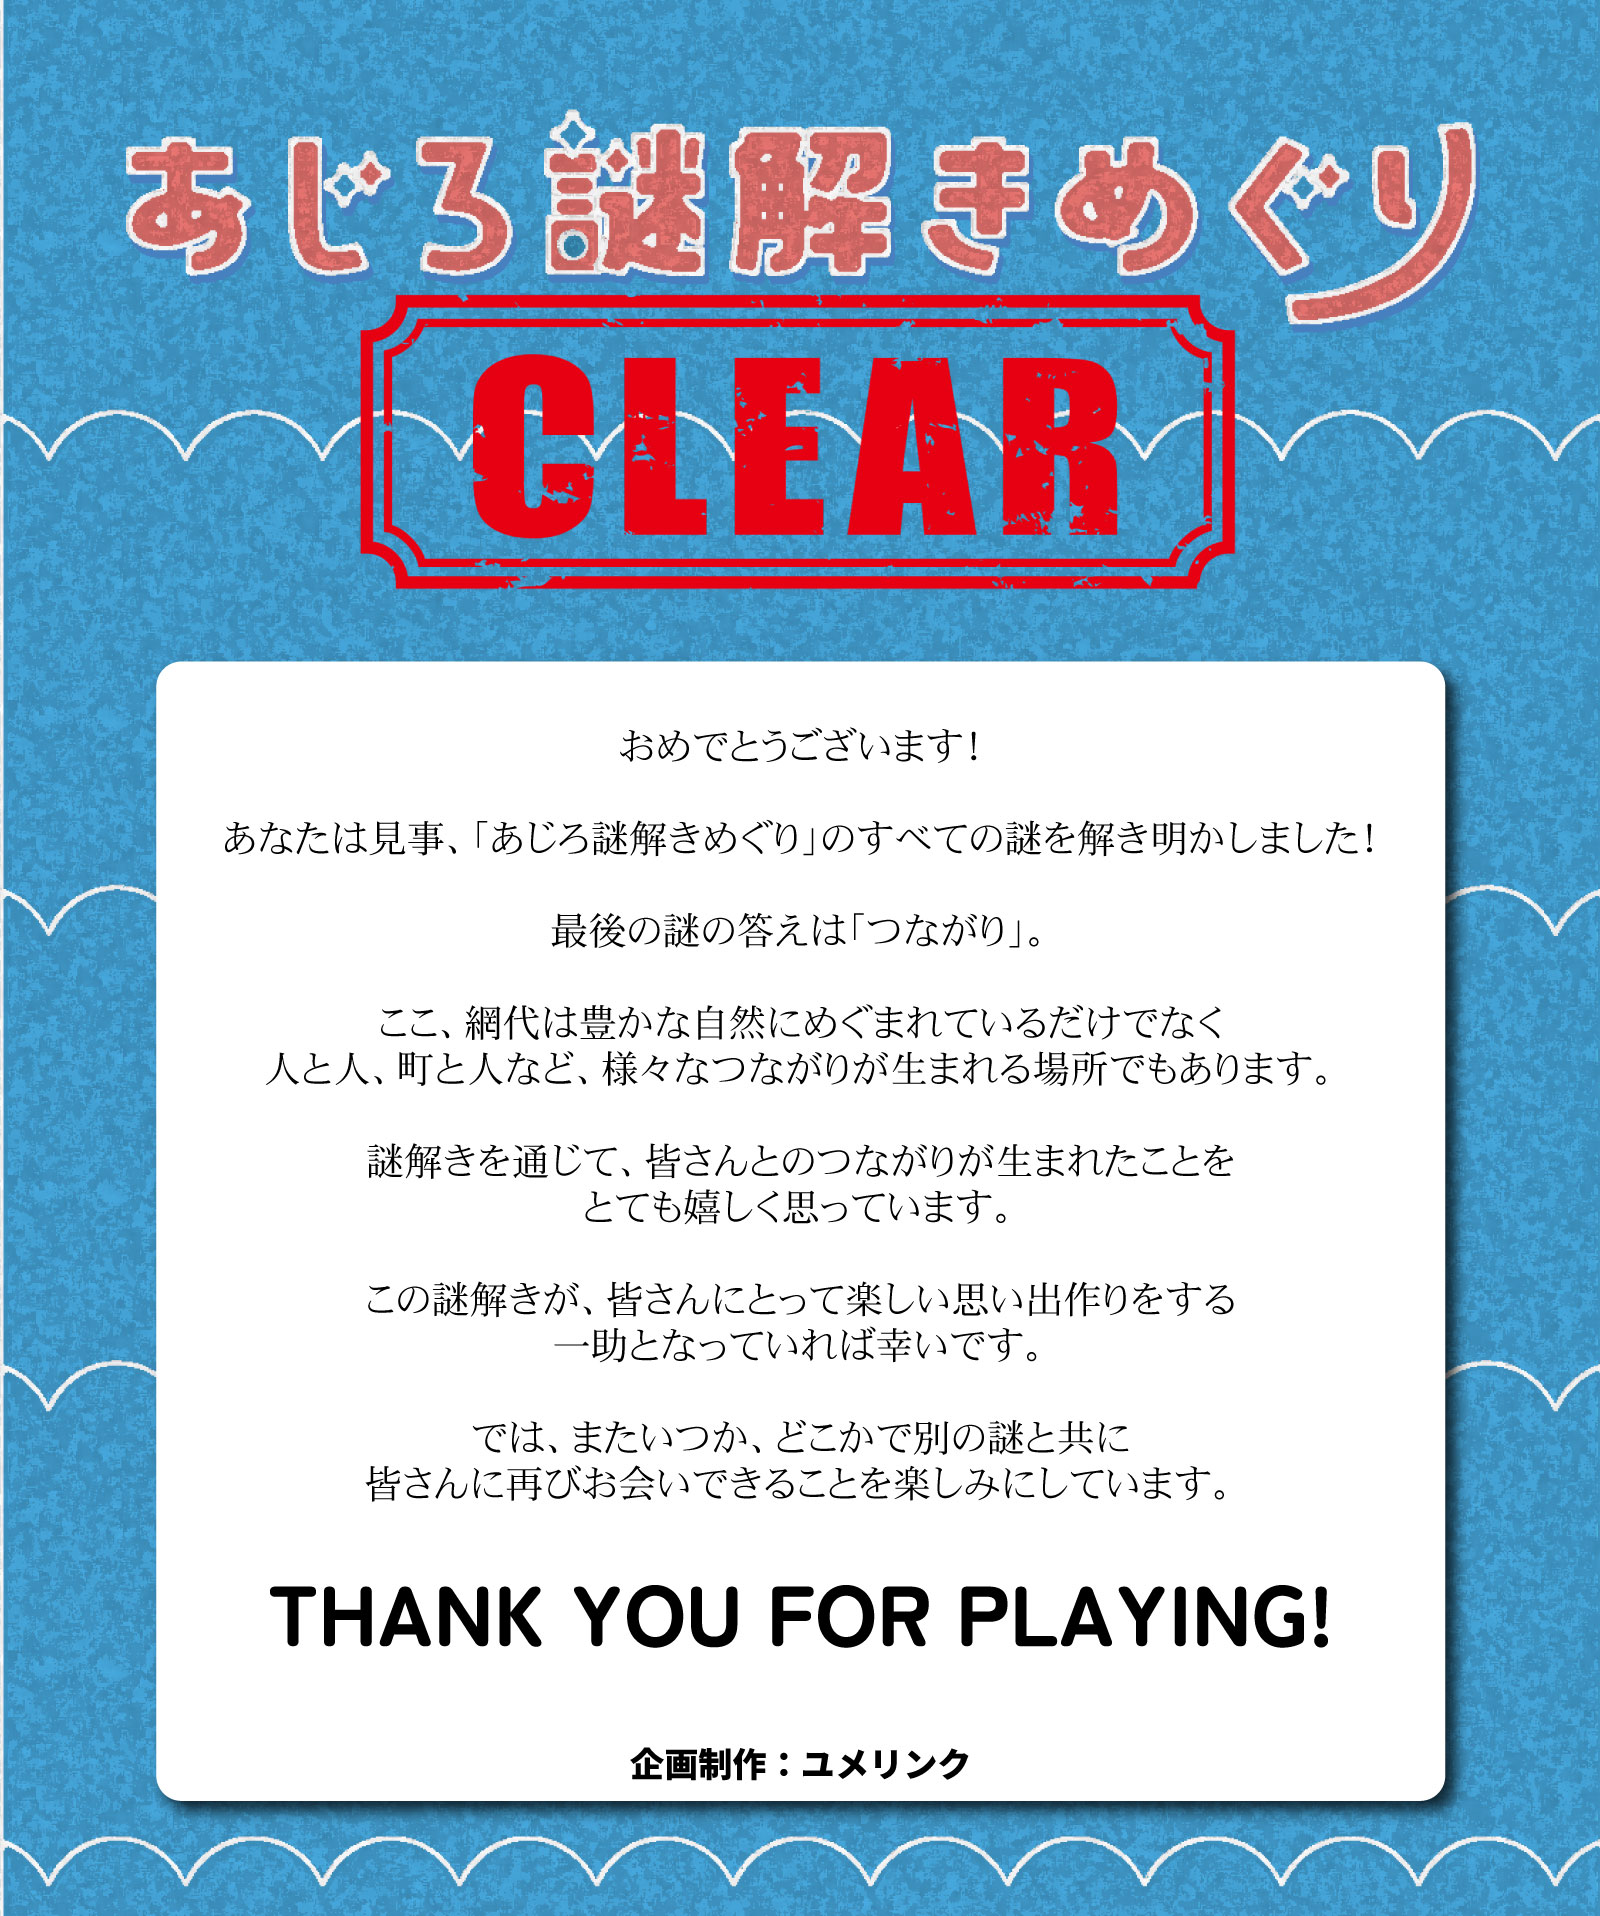 あじろ謎解きめぐり
CLEAR
おめでとうございます！
あなたは見事、「あじろ謎解きめぐり」のすべての謎を解き明かしました！
最後の謎の答えは「つながり」。
ここ、網代は豊かな自然にめぐまれているだけでなく
人と人、町と人など、様々なつながりが生まれる場所でもあります。
謎解きを通じて、皆さんとのつながりが生まれたことを
とても嬉しく思っています。
この謎解きが、皆さんにとって楽しい思い出作りをする
一助となっていれば幸いです。
では、またいつか、どこかで別の謎と共に
皆さんに再びお会いできることを楽しみにしています。
THANK YOU FOR PLAYING!
企画制作：ユメリンク